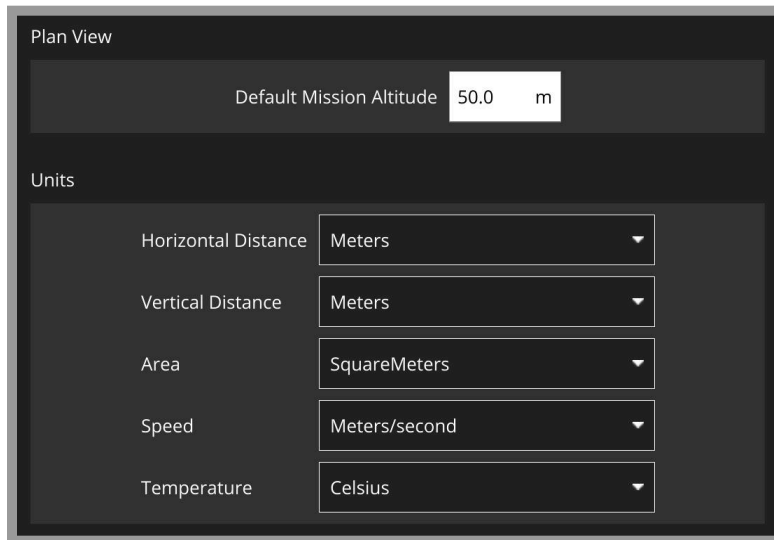 Plan View
Default Mission Altitude 50.0 m
Units
Horizontal Distance Meters
Vertical Distance Meters
Area SquareMeters
Speed Meters/second
Temperature Celsius